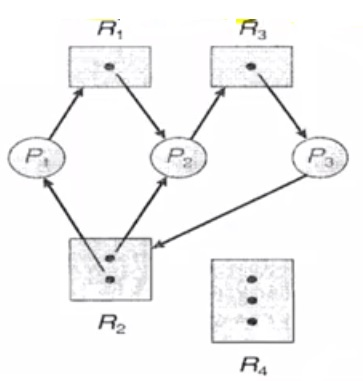 R₁ R₃
P₁ P₂ P₃
R₂
R₄